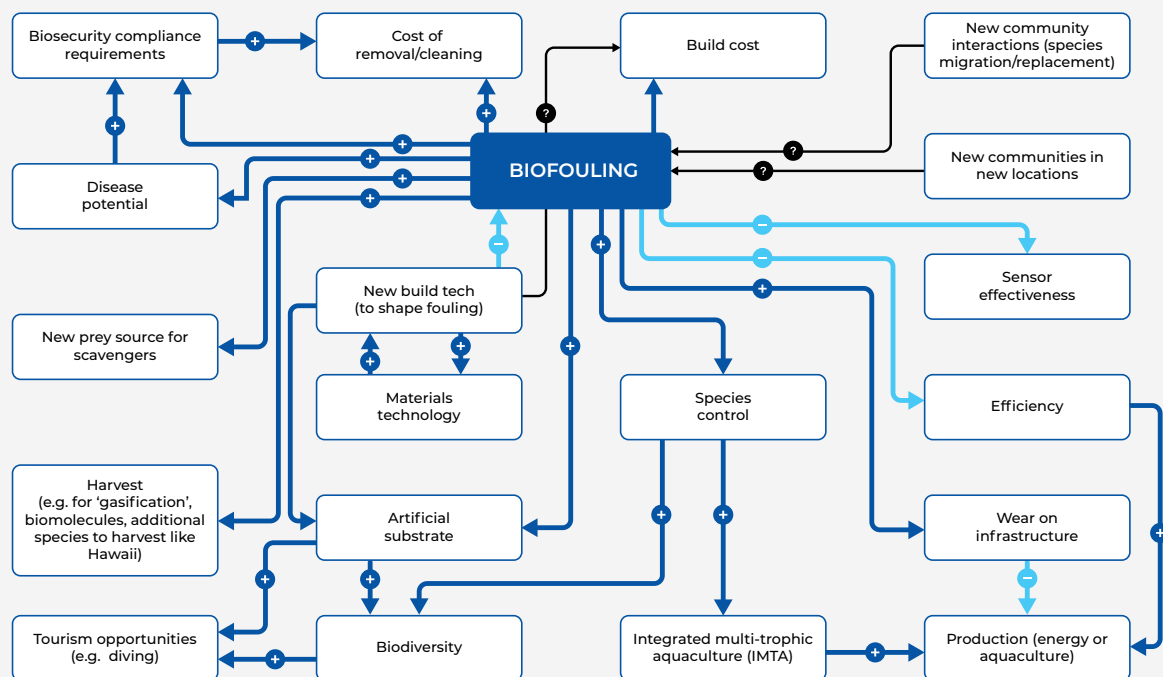 Biosecurity compliance
requirements
+
Cost of
removal/cleaning
Build cost
New community
interactions (species
migration/replacement)
+
+
?
+
+
+
+
BIOFOULING
?
?
New communities in
new locations
Disease
potential
−
+
−
−
+
Sensor
effectiveness
New build tech
(to shape fouling)
New prey source for
scavengers
+
+
+
Materials
technology
Species
control
Efficiency
Harvest
(e.g. for ‘gasification’,
biomolecules, additional
species to harvest like
Hawaii)
Artificial
substrate
+
+
Wear on
infrastructure
+
+
+
−
Tourism opportunities
(e.g. diving)
+
Biodiversity
Integrated multi-trophic
aquaculture (IMTA)
+
Production (energy or
aquaculture)